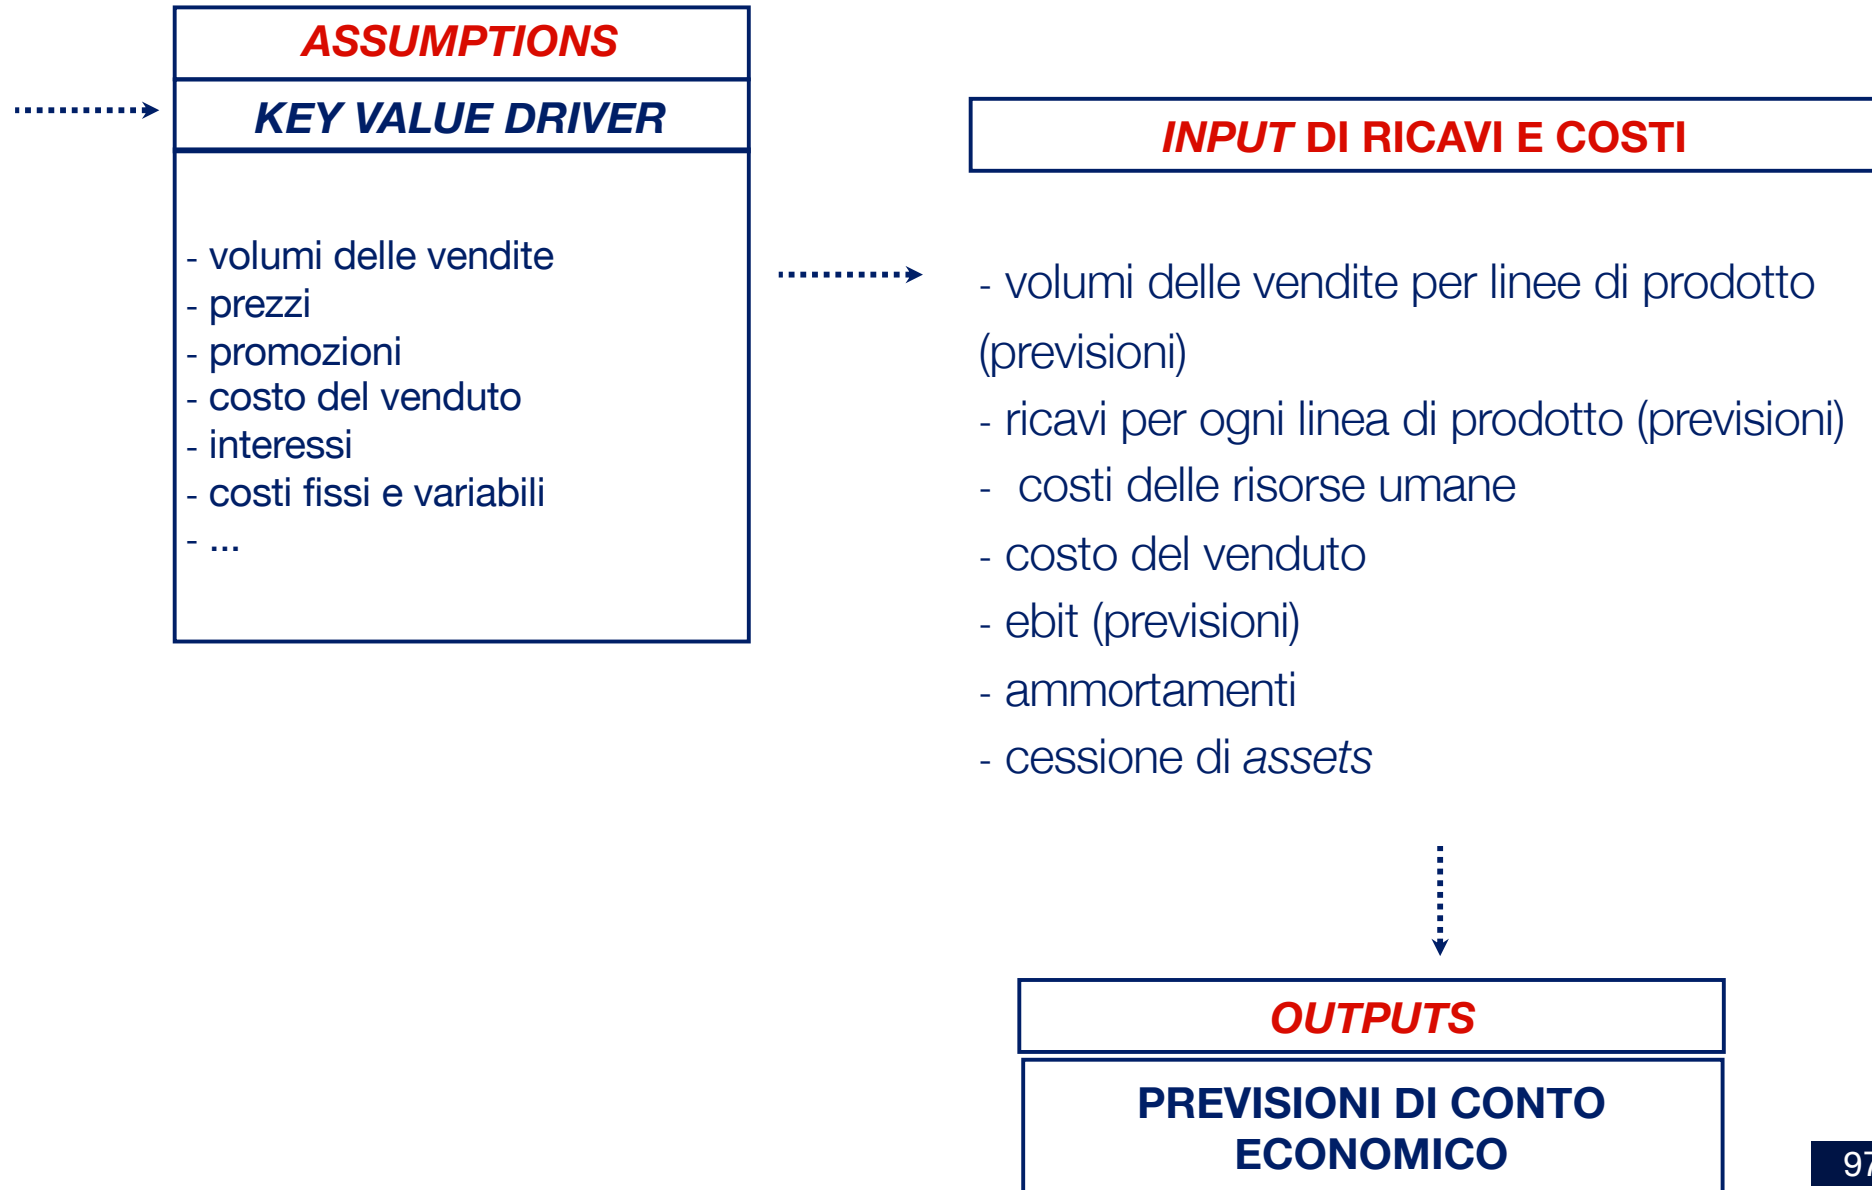 ASSUMPTIONS
KEY VALUE DRIVER
- volumi delle vendite
- prezzi
- promozioni
- costo del venduto
- interessi
- costi fissi e variabili
- ...
INPUT DI RICAVI E COSTI
- volumi delle vendite per linee di prodotto
(previsioni)
- ricavi per ogni linea di prodotto (previsioni)
- costi delle risorse umane
- costo del venduto
- ebit (previsioni)
- ammortamenti
- cessione di assets
OUTPUTS
PREVISIONI DI CONTO
ECONOMICO
97